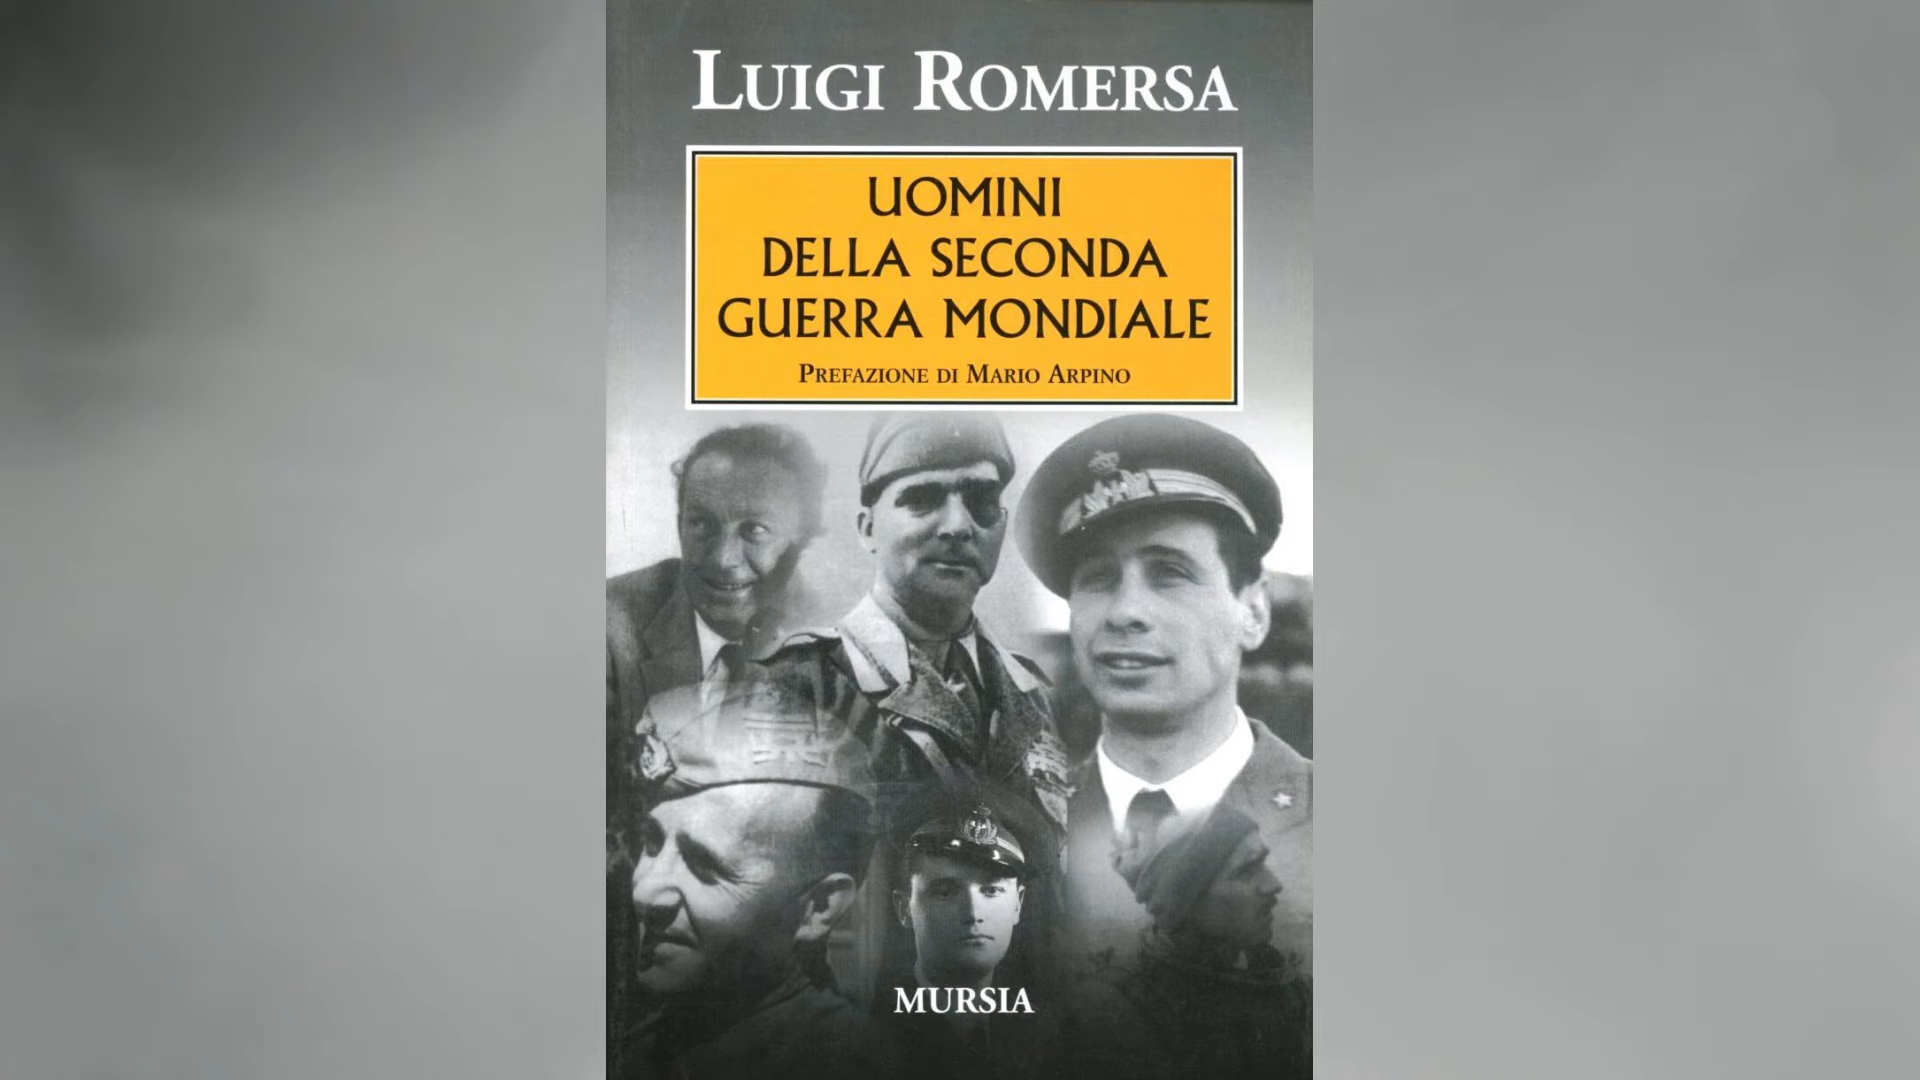 LUIGI ROMERSA
UOMINI
DELLA SECONDA
GUERRA MONDIALE
PREFAZIONE DI MARIO ARPINO
MURSIA